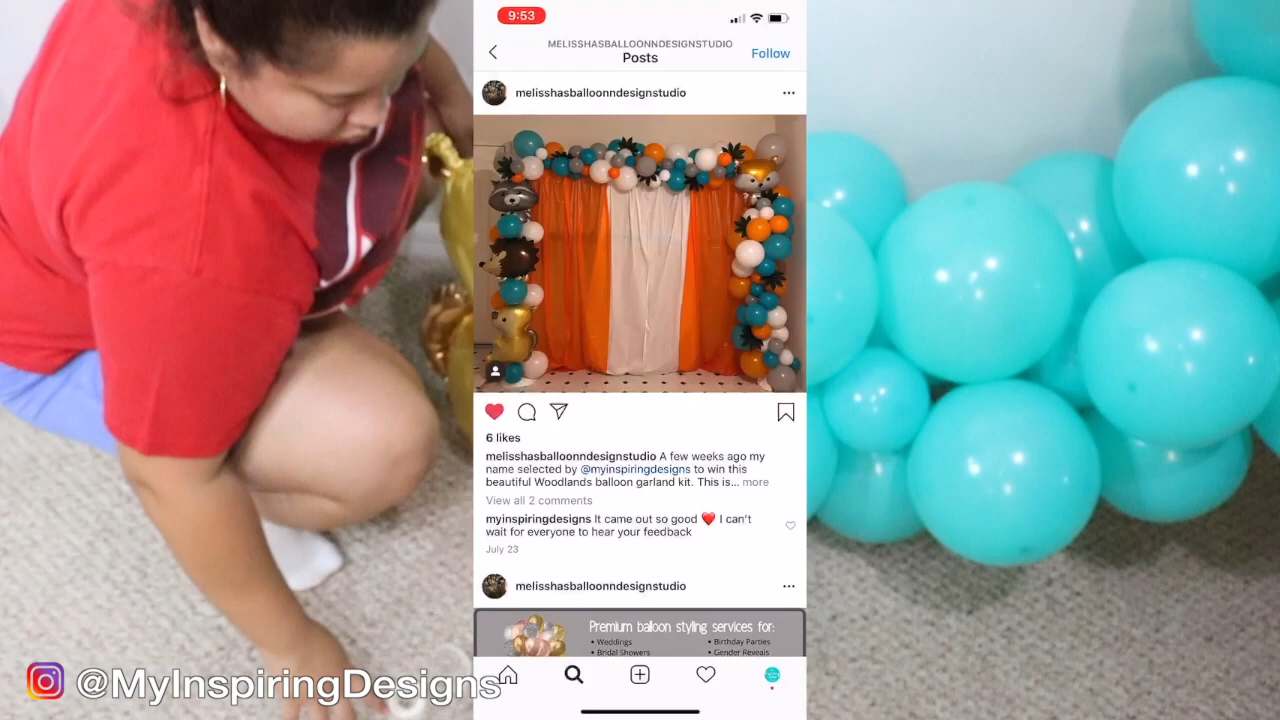 9:53
MELISSHASBALLOONNDESIGNSTUDIO
Posts
Follow
melisshasballoonndesignstudio
6 likes
melisshasballoonndesignstudio A few weeks ago my
name selected by @myinspiringdesigns to win this
beautiful Woodlands balloon garland kit. This is... more
View all 2 comments
myinspiringdesigns It came out so good ❤️ I can't
wait for everyone to hear your feedback
July 23
melisshasballoonndesignstudio
Premium balloon styling services for:
• Weddings
• Birthday Parties
• Bridal Showers
• Gender Reveals
@MyInspiringDesigns